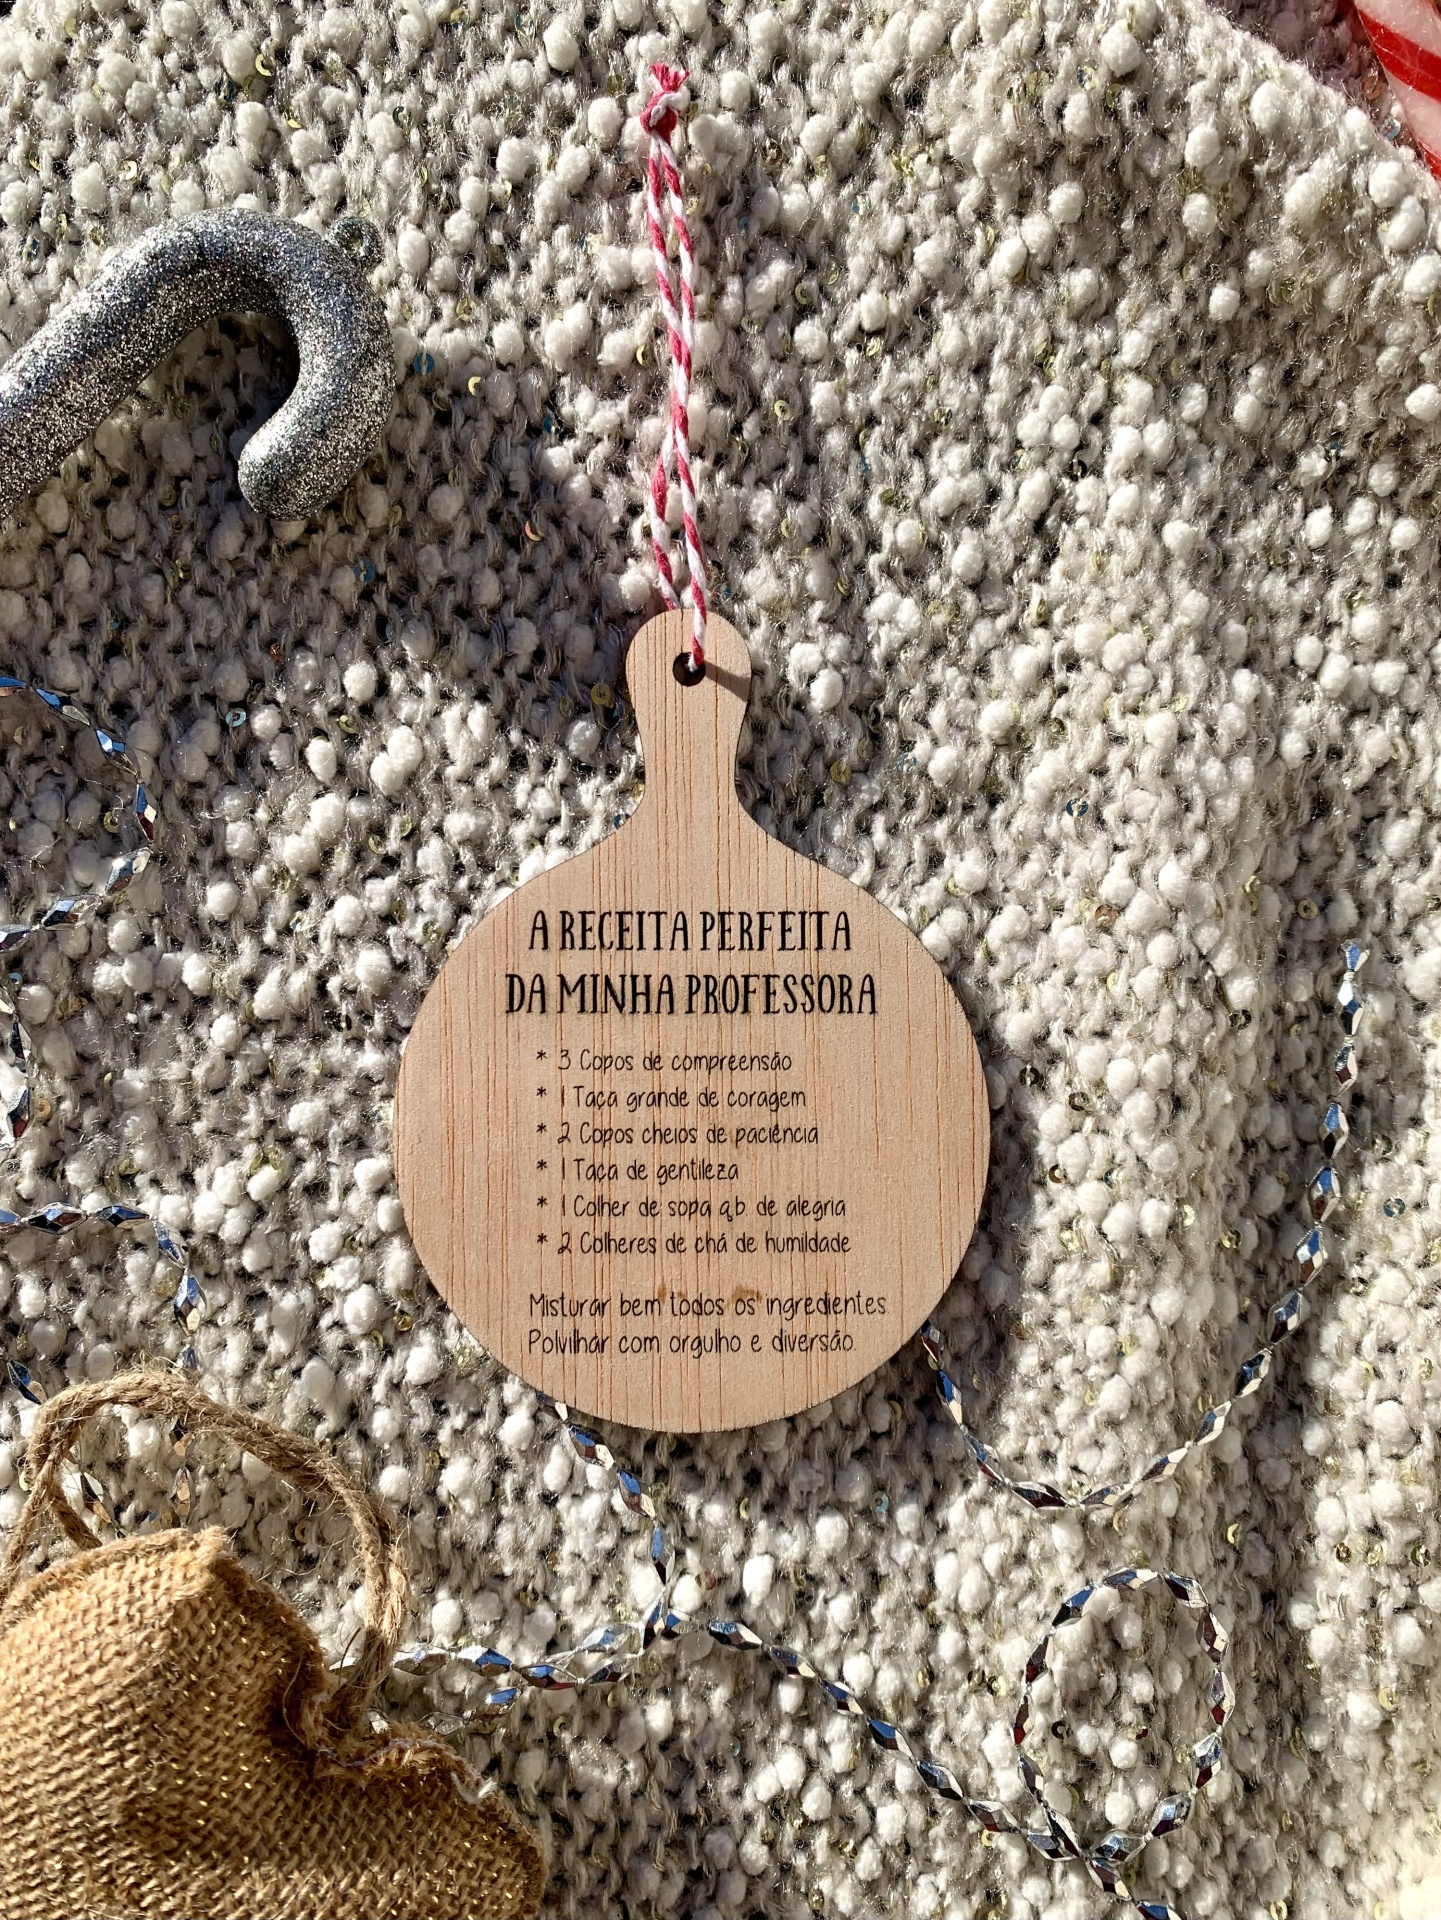 A RECEITA PERFEITA
DA MINHA PROFESSORA
* 3 Copos de compreensão
* 1 Taça grande de coragem
* 2 Copos cheios de paciência
* 1 Taça de gentileza
* 1 Colher de sopa q.b de alegria
* 2 Colheres de chá de humildade
Misturar bem todos os ingredientes.
Polvilhar com orgulho e diversão.